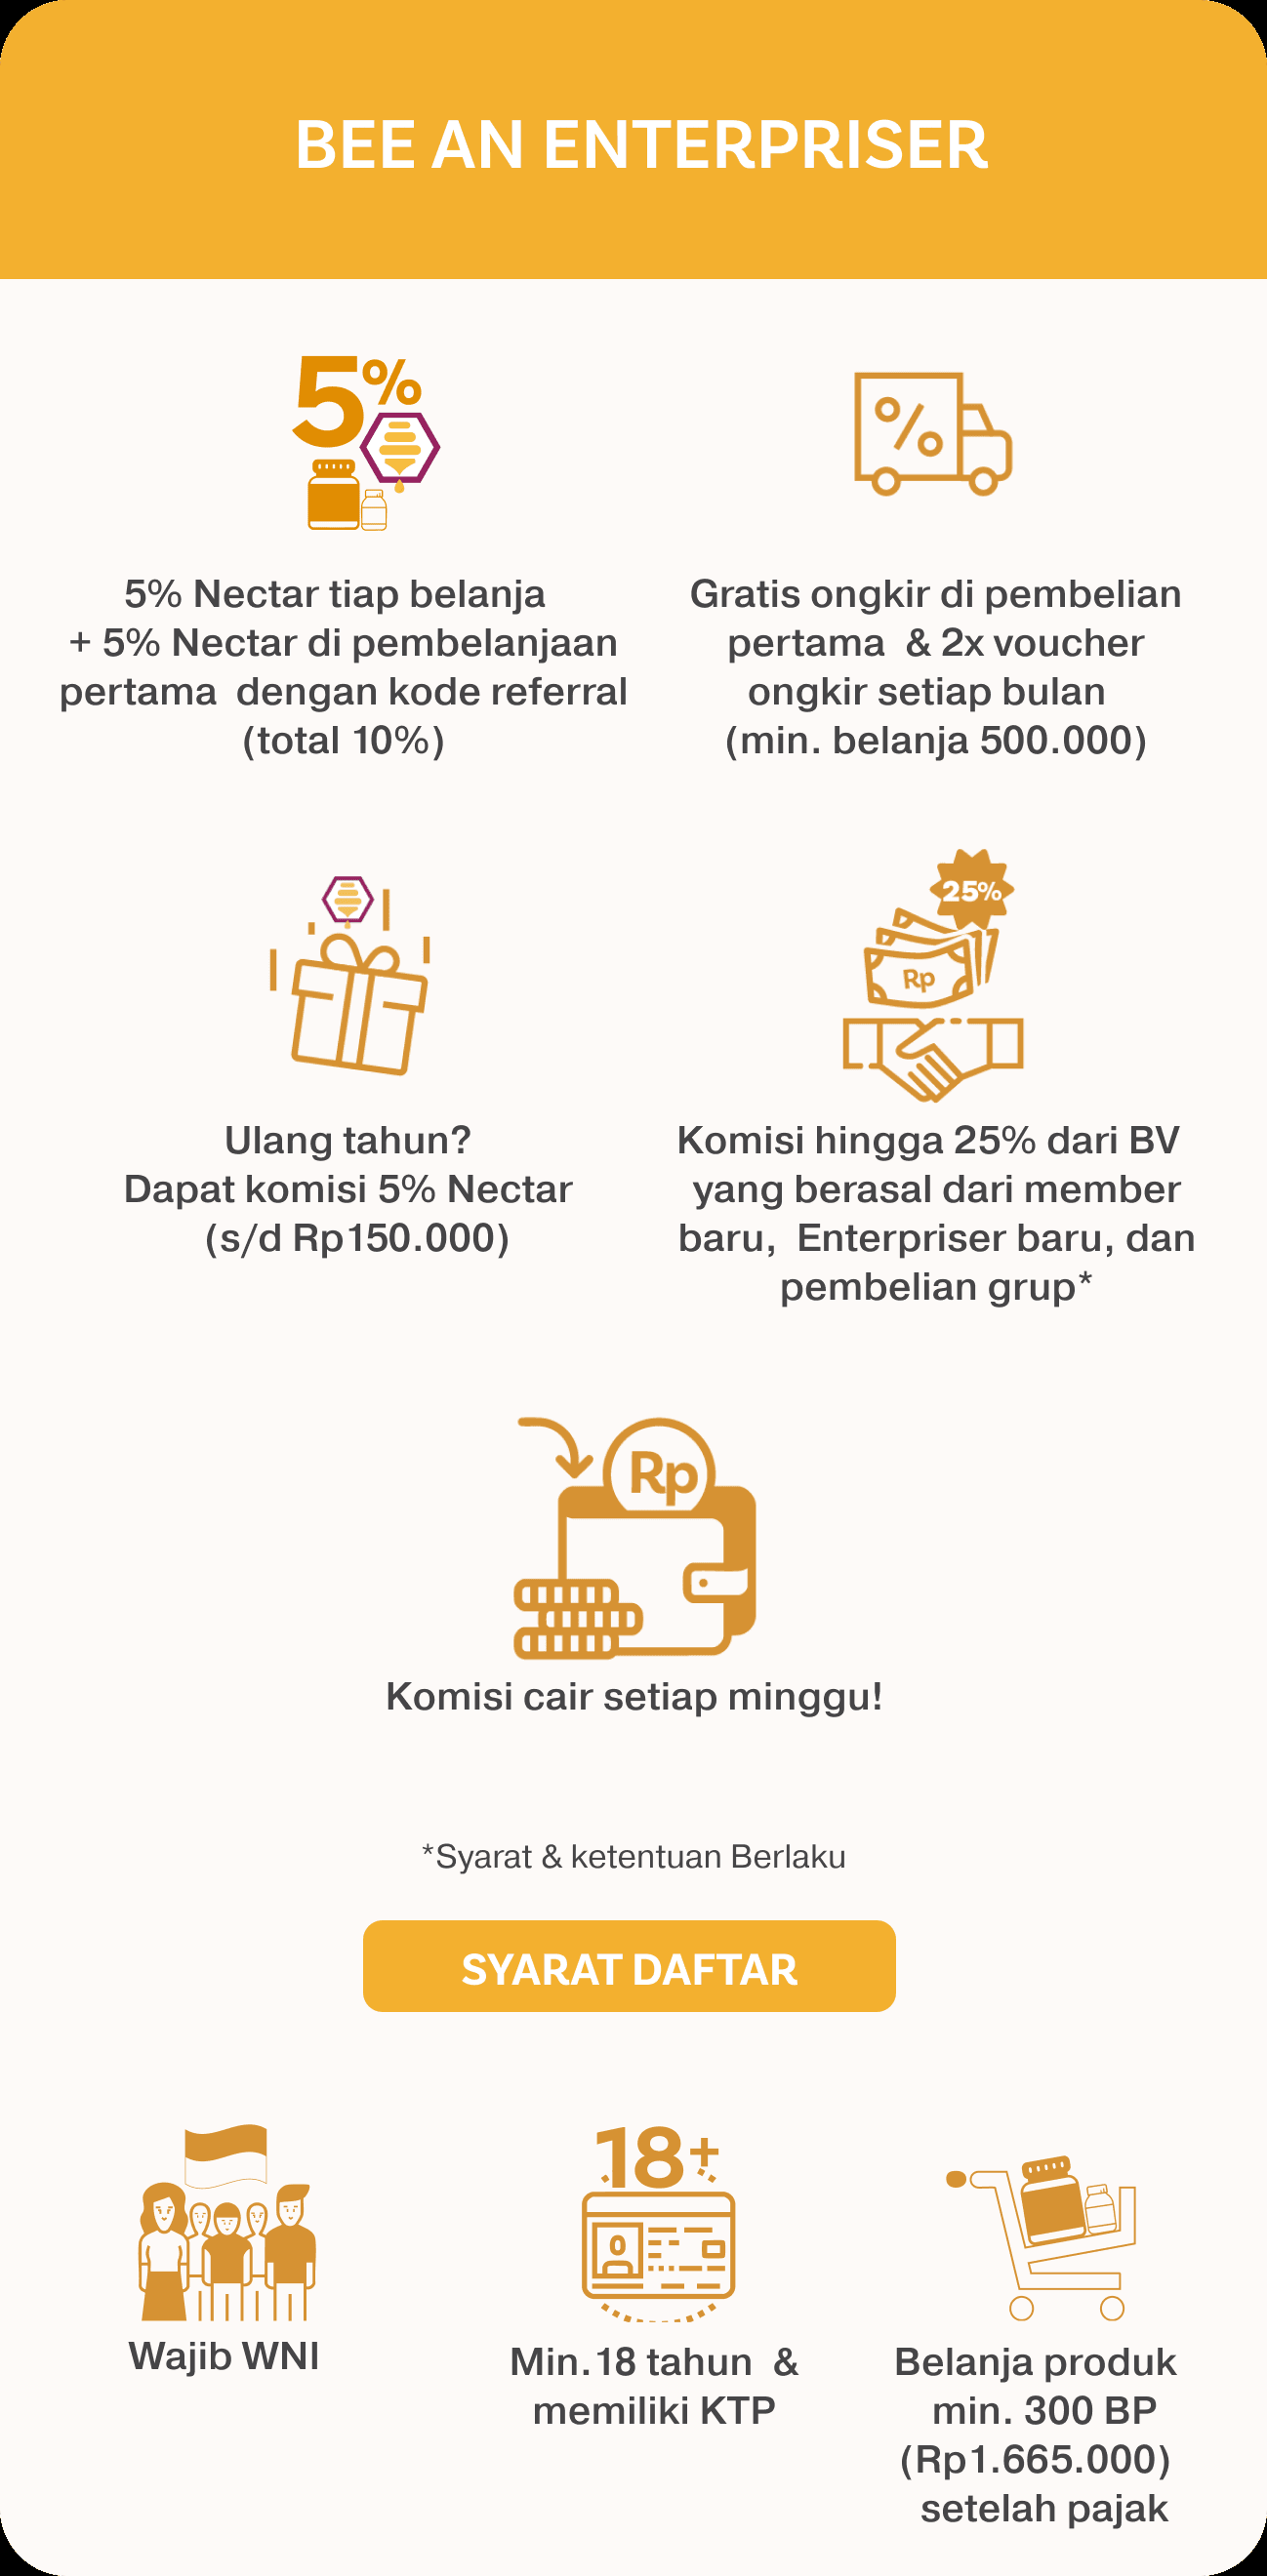 BEE AN ENTERPRISER
5%
5% Nectar tiap belanja
+ 5% Nectar di pembelanjaan
pertama dengan kode referral
(total 10%)
%
Gratis ongkir di pembelian
pertama & 2x voucher
ongkir setiap bulan
(min. belanja 500.000)
Ulang tahun?
Dapat komisi 5% Nectar
(s/d Rp150.000)
25%
Rp
Komisi hingga 25% dari BV
yang berasal dari member
baru, Enterpriser baru, dan
pembelian grup*
Rp
Komisi cair setiap minggu!
*Syarat & ketentuan Berlaku
SYARAT DAFTAR
Wajib WNI
18+
Min.18 tahun &
memiliki KTP
Belanja produk
min. 300 BP
(Rp1.665.000)
setelah pajak